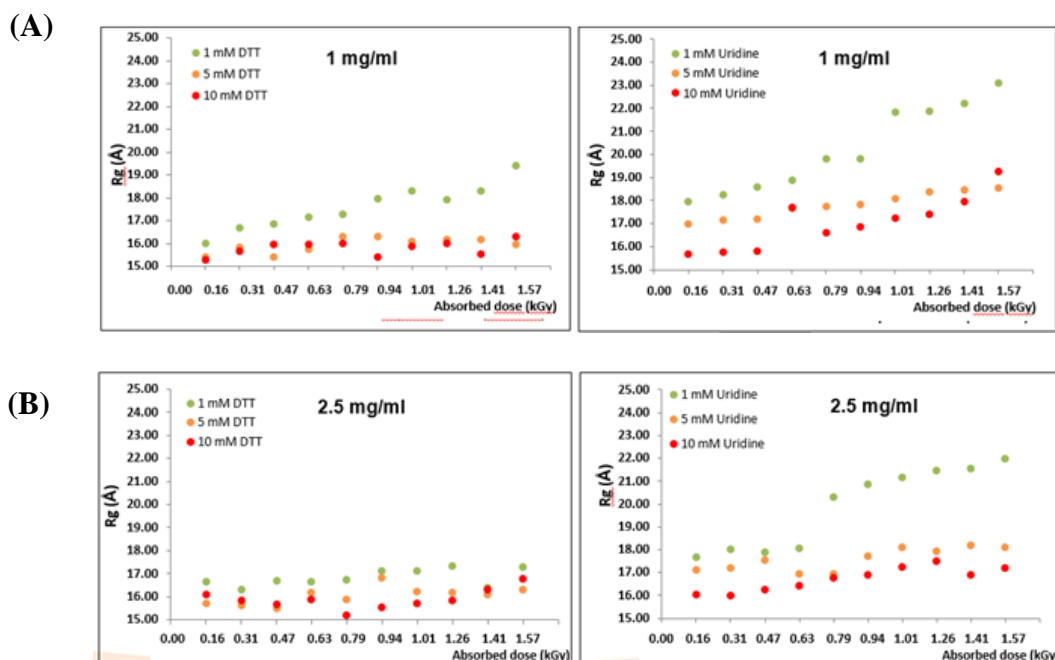 (A)
1 mg/ml
1 mM DTT
5 mM DTT
10 mM DTT
Rg (Å)
25.00
24.00
23.00
22.00
21.00
20.00
19.00
18.00
17.00
16.00
15.00
0.00 0.16 0.31 0.47 0.63 0.79 0.94 1.01 1.26 1.41 1.57
Absorbed dose (kGy)
1 mg/ml
1 mM Uridine
5 mM Uridine
10 mM Uridine
Rg (Å)
25.00
24.00
23.00
22.00
21.00
20.00
19.00
18.00
17.00
16.00
15.00
0.00 0.16 0.31 0.47 0.63 0.79 0.94 1.01 1.26 1.41 1.57
Absorbed dose (kGy)
(B)
2.5 mg/ml
1 mM DTT
5 mM DTT
10 mM DTT
Rg (Å)
25.00
24.00
23.00
22.00
21.00
20.00
19.00
18.00
17.00
16.00
15.00
0.00 0.16 0.31 0.47 0.63 0.79 0.94 1.01 1.26 1.41 1.57
Absorbed dose (kGy)
2.5 mg/ml
1 mM Uridine
5 mM Uridine
10 mM Uridine
Rg (Å)
25.00
24.00
23.00
22.00
21.00
20.00
19.00
18.00
17.00
16.00
15.00
0.00 0.16 0.31 0.47 0.63 0.79 0.94 1.01 1.26 1.41 1.57
Absorbed dose (kGy